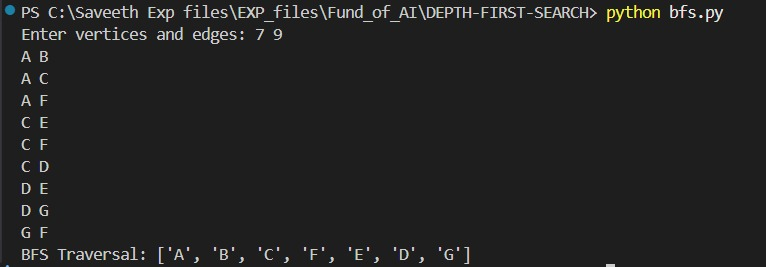 PS C:\Saveeth Exp files\EXP_files\Fund_of_AI\DEPTH-FIRST-SEARCH> python bfs.py
Enter vertices and edges: 7 9
A B
A C
A F
C E
C F
C D
D E
D G
G F
BFS Traversal: ['A', 'B', 'C', 'F', 'E', 'D', 'G']